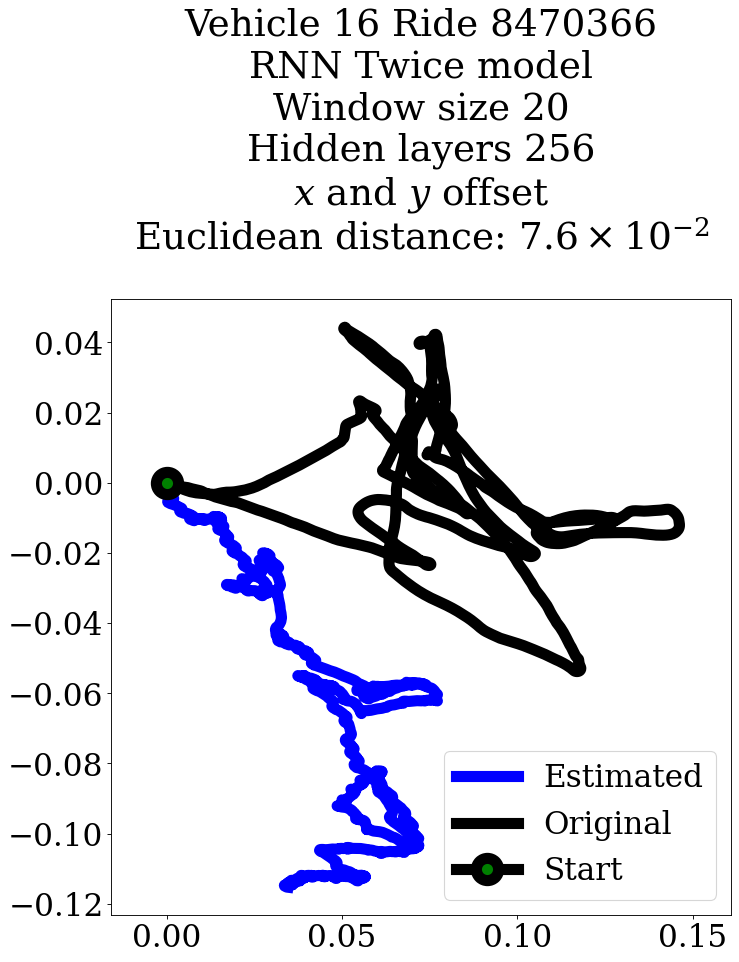 Vehicle 16 Ride 8470366
RNN Twice model
Window size 20
Hidden layers 256
x and y offset
Euclidean distance: 7.6 × 10⁻²
0.04
0.02
0.00
−0.02
−0.04
−0.06
−0.08
−0.10
−0.12
Estimated
Original
Start
0.00 0.05 0.10 0.15